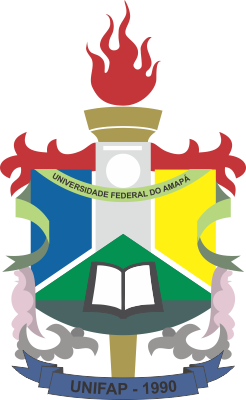 UNIVERSIDADE FEDERAL DO AMAPÁ
UNIFAP - 1990